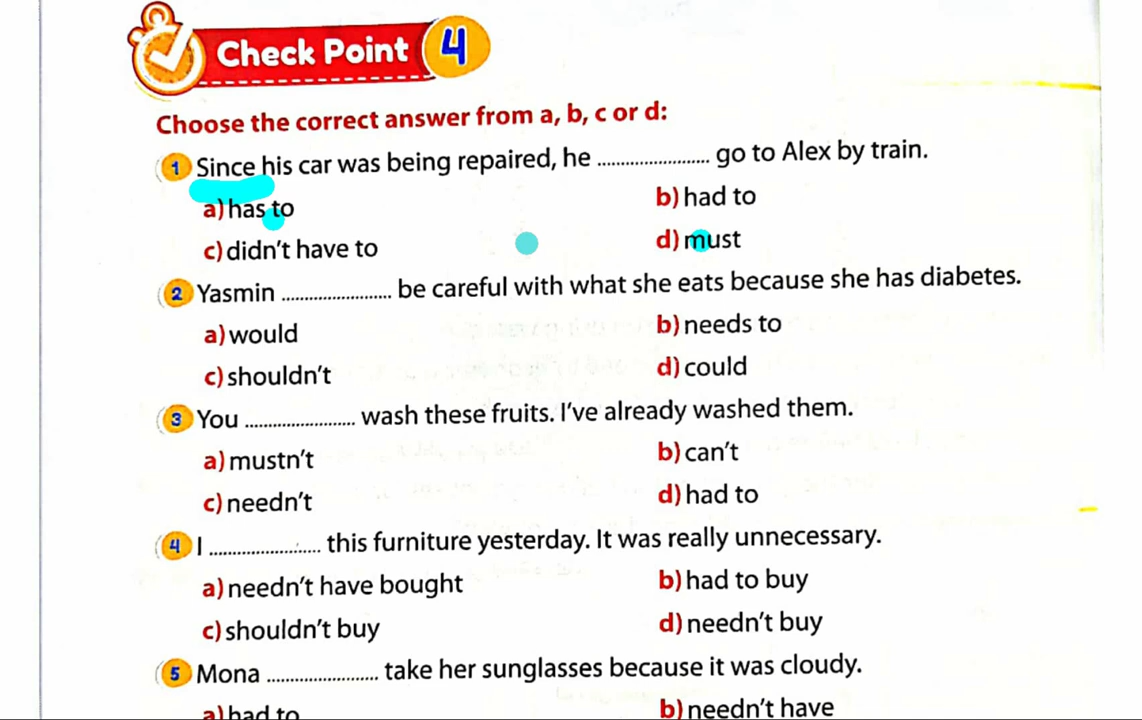 Check Point 4
Choose the correct answer from a, b, c or d:
1 Since his car was being repaired, he ........................ go to Alex by train.
a) has to b) had to
c) didn't have to d) must
2 Yasmin ........................ be careful with what she eats because she has diabetes.
a) would b) needs to
c) shouldn't d) could
3 You ........................ wash these fruits. I've already washed them.
a) mustn't b) can't
c) needn't d) had to
4 I ........................ this furniture yesterday. It was really unnecessary.
a) needn't have bought b) had to buy
c) shouldn't buy d) needn't buy
5 Mona ........................ take her sunglasses because it was cloudy.
a) had to b) needn't have